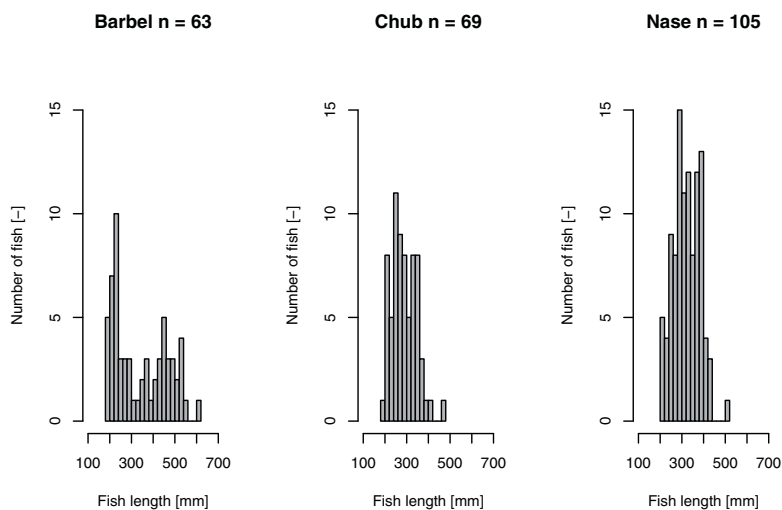 Barbel n = 63
Number of fish [−]
15
10
5
0
100 300 500 700
Fish length [mm]
Chub n = 69
Number of fish [−]
15
10
5
0
100 300 500 700
Fish length [mm]
Nase n = 105
Number of fish [−]
15
10
5
0
100 300 500 700
Fish length [mm]